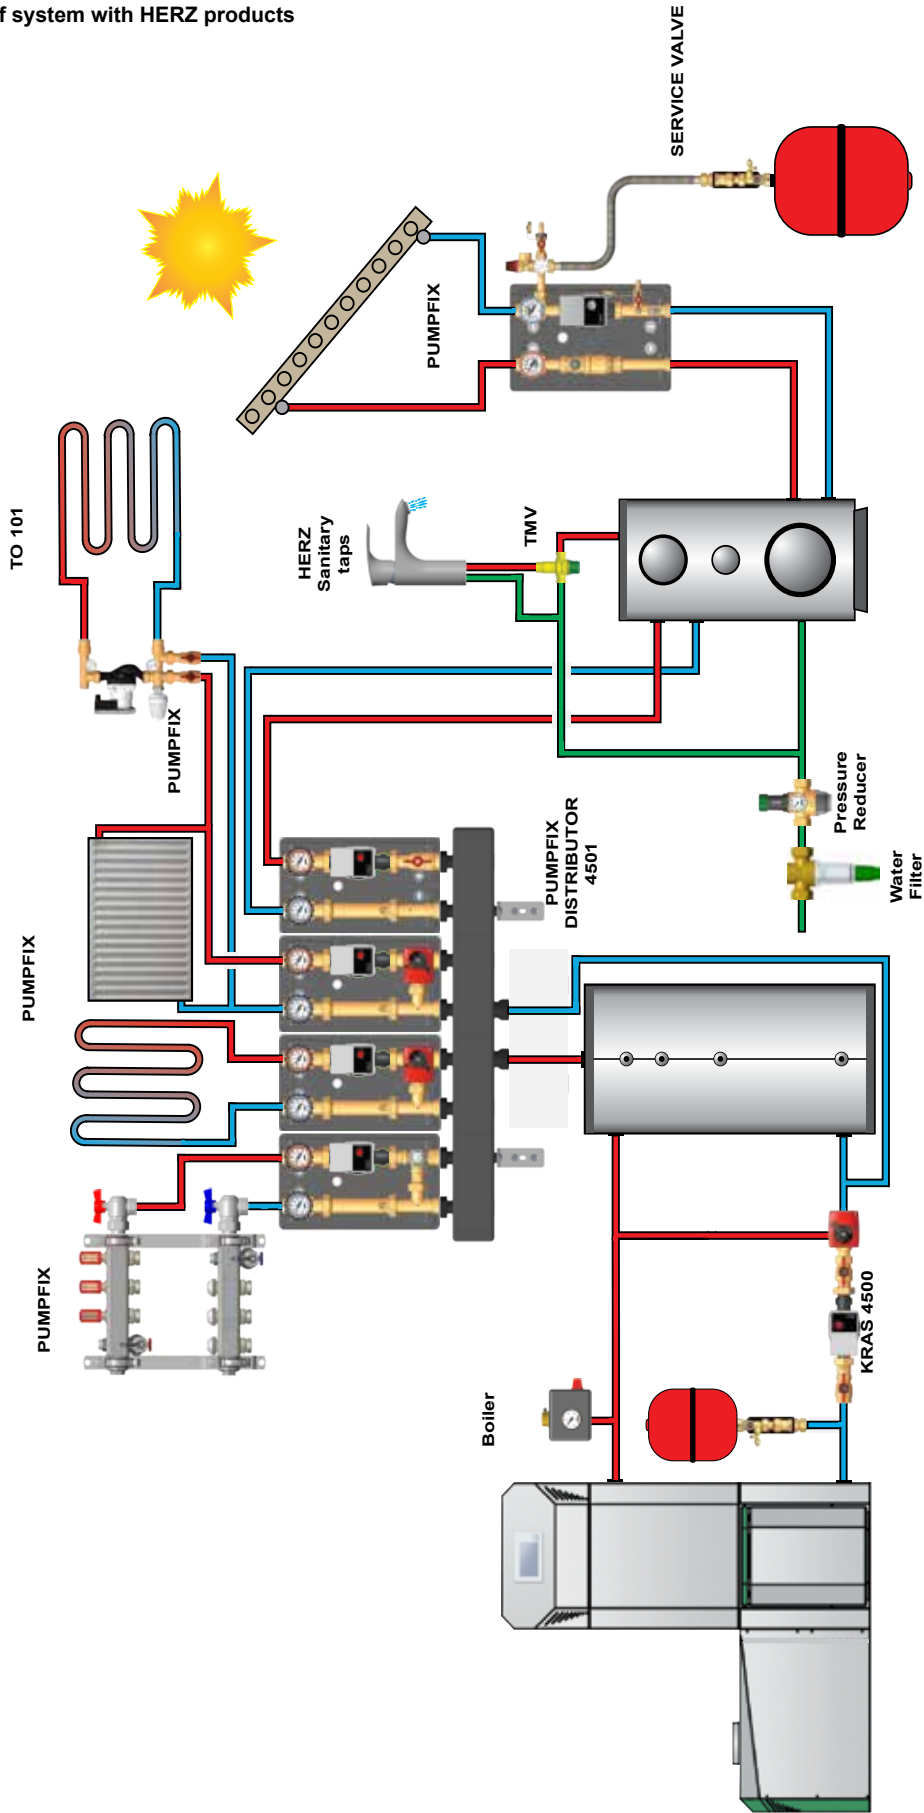 f system with HERZ products
SERVICE VALVE
PUMPFIX
TO 101
HERZ
Sanitary
taps
TMV
PUMPFIX
Pressure
Reducer
Water
Filter
PUMPFIX
DISTRIBUTOR
4501
PUMPFIX
PUMPFIX
KRAS 4500
Boiler